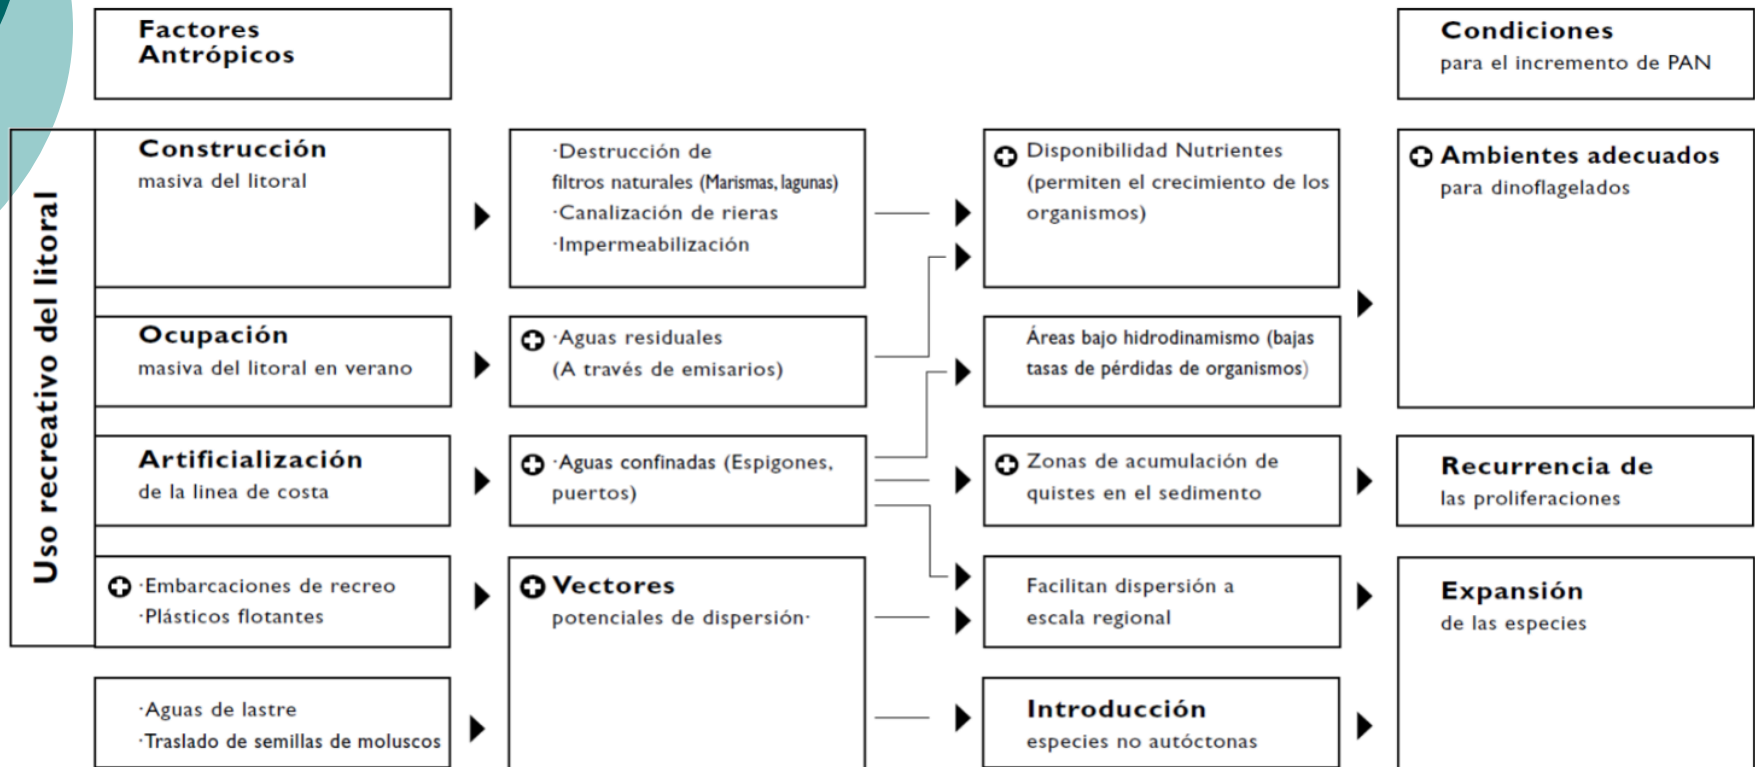 Factores
Antrópicos
Condiciones
para el incremento de PAN
Uso recreativo del litoral
Construcción
masiva del litoral
·Destrucción de
filtros naturales (Marismas, lagunas)
·Canalización de rieras
·Impermeabilización
Disponibilidad Nutrientes
(permiten el crecimiento de los
organismos)
Ambientes adecuados
para dinoflagelados
Ocupación
masiva del litoral en verano
·Aguas residuales
(A través de emisarios)
Áreas bajo hidrodinamismo (bajas
tasas de pérdidas de organismos)
Artificialización
de la linea de costa
·Aguas confinadas (Espigones,
puertos)
Zonas de acumulación de
quistes en el sedimento
Recurrencia de
las proliferaciones
·Embarcaciones de recreo
·Plásticos flotantes
Vectores
potenciales de dispersión·
Facilitan dispersión a
escala regional
Expansión
de las especies
·Aguas de lastre
·Traslado de semillas de moluscos
Introducción
especies no autóctonas